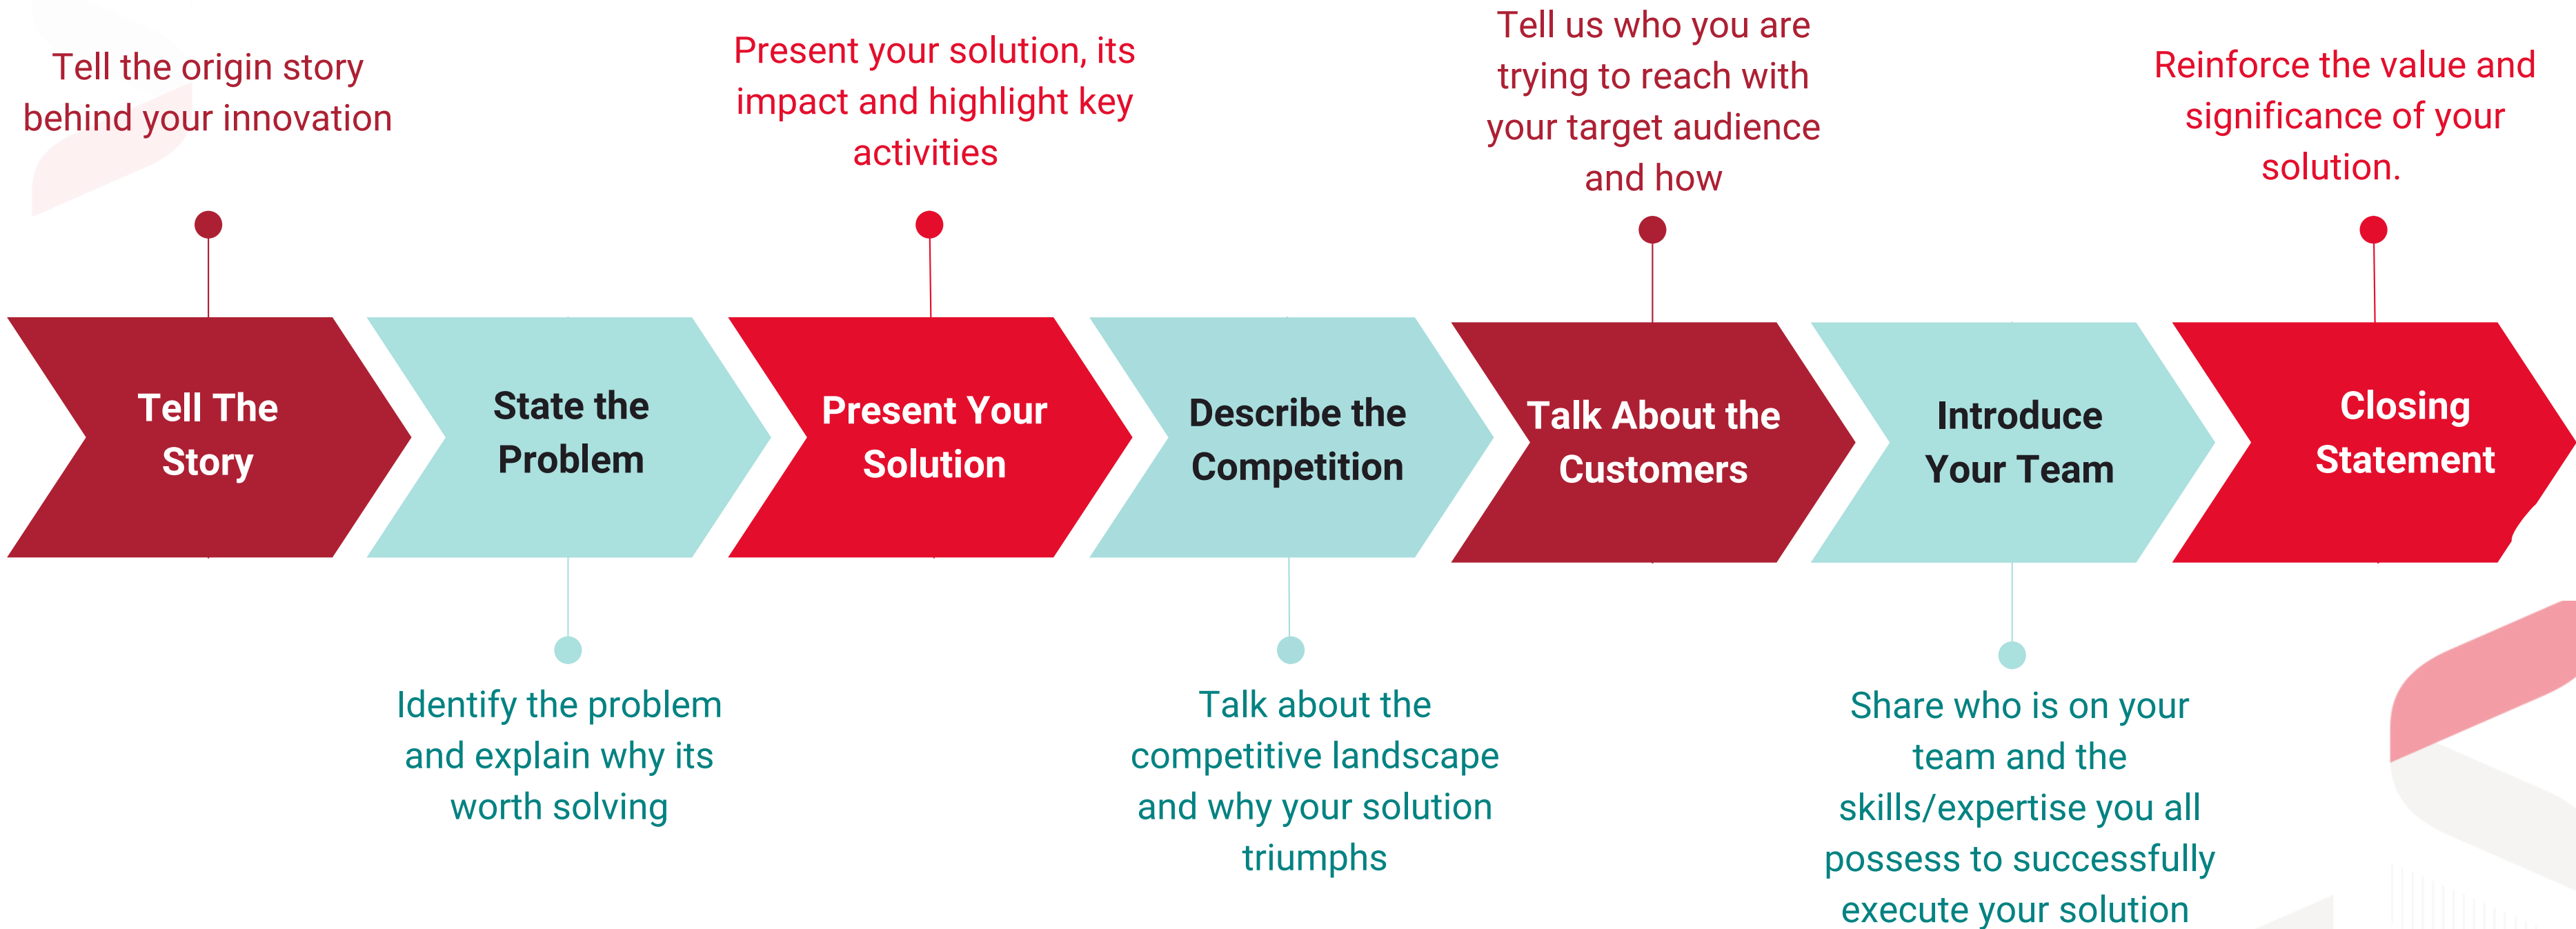 Tell the origin story
behind your innovation
Present your solution, its
impact and highlight key
activities
Tell us who you are
trying to reach with
your target audience
and how
Reinforce the value and
significance of your
solution.
Tell The
Story
State the
Problem
Present Your
Solution
Describe the
Competition
Talk About the
Customers
Introduce
Your Team
Closing
Statement
Identify the problem
and explain why its
worth solving
Talk about the
competitive landscape
and why your solution
triumphs
Share who is on your
team and the
skills/expertise you all
possess to successfully
execute your solution